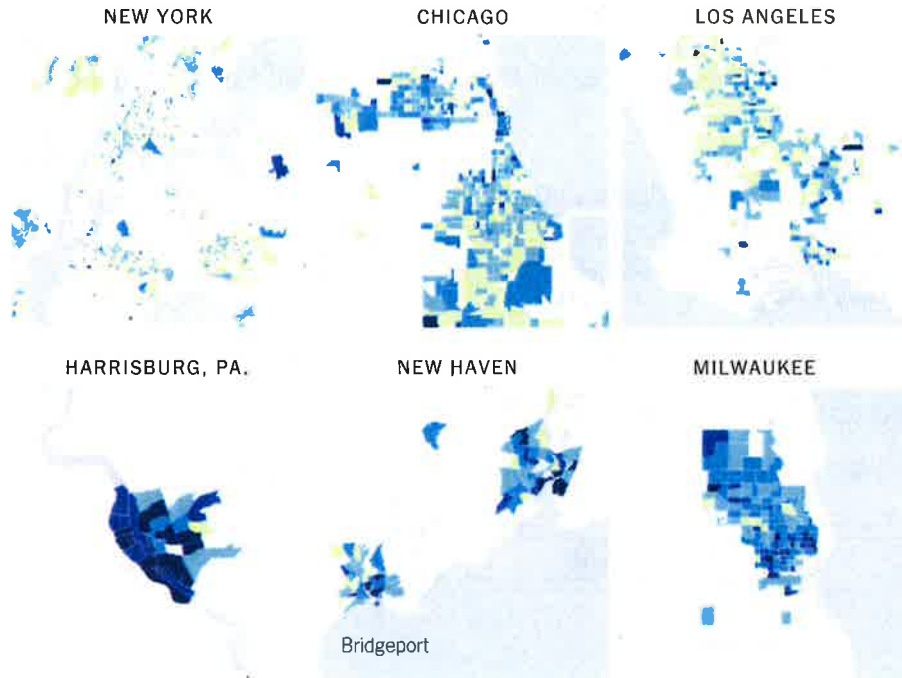 NEW YORK
CHICAGO
LOS ANGELES
HARRISBURG, PA.
NEW HAVEN
MILWAUKEE
Bridgeport